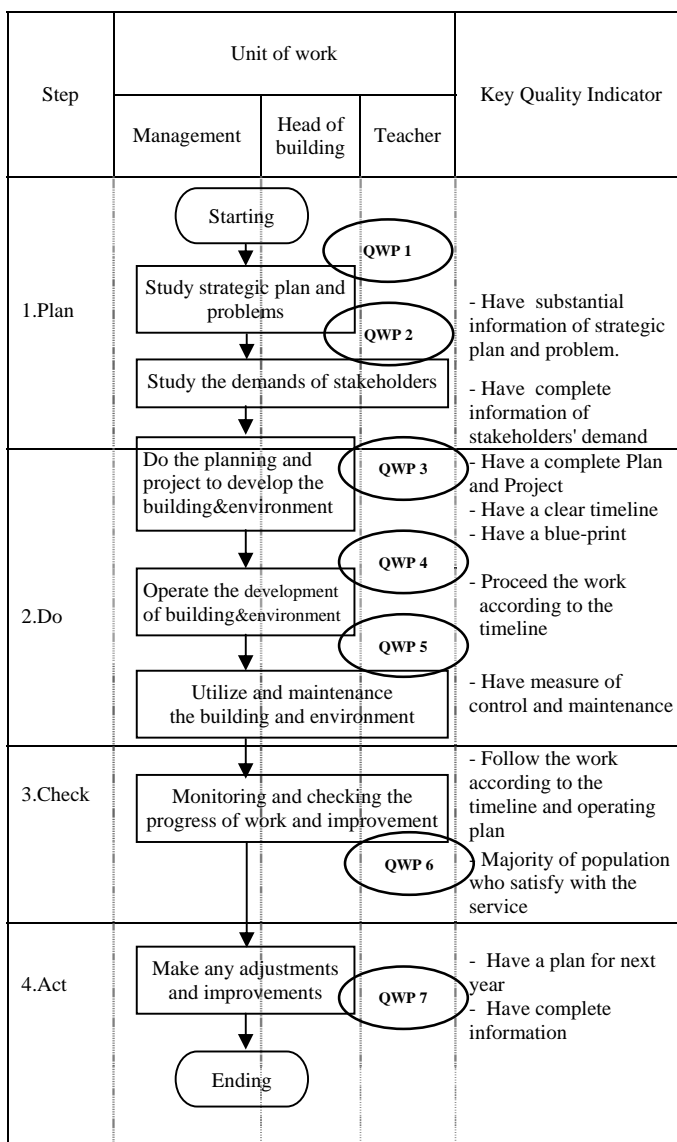 Step
Unit of work
Key Quality Indicator
Management
Head of
building
Teacher
Starting
QWP 1
1.Plan
Study strategic plan and
problems
- Have substantial
information of strategic
plan and problem.
QWP 2
Study the demands of stakeholders
- Have complete
information of
stakeholders' demand
2.Do
Do the planning and
project to develop the
building&environment
QWP 3
- Have a complete Plan
and Project
- Have a clear timeline
- Have a blue-print
QWP 4
Operate the development
of building&environment
- Proceed the work
according to the
timeline
QWP 5
Utilize and maintenance
the building and environment
- Have measure of
control and maintenance
3.Check
Monitoring and checking the
progress of work and improvement
- Follow the work
according to the
timeline and operating
plan
QWP 6
- Majority of population
who satisfy with the
service
4.Act
Make any adjustments
and improvements
QWP 7
- Have a plan for next
year
- Have complete
information
Ending